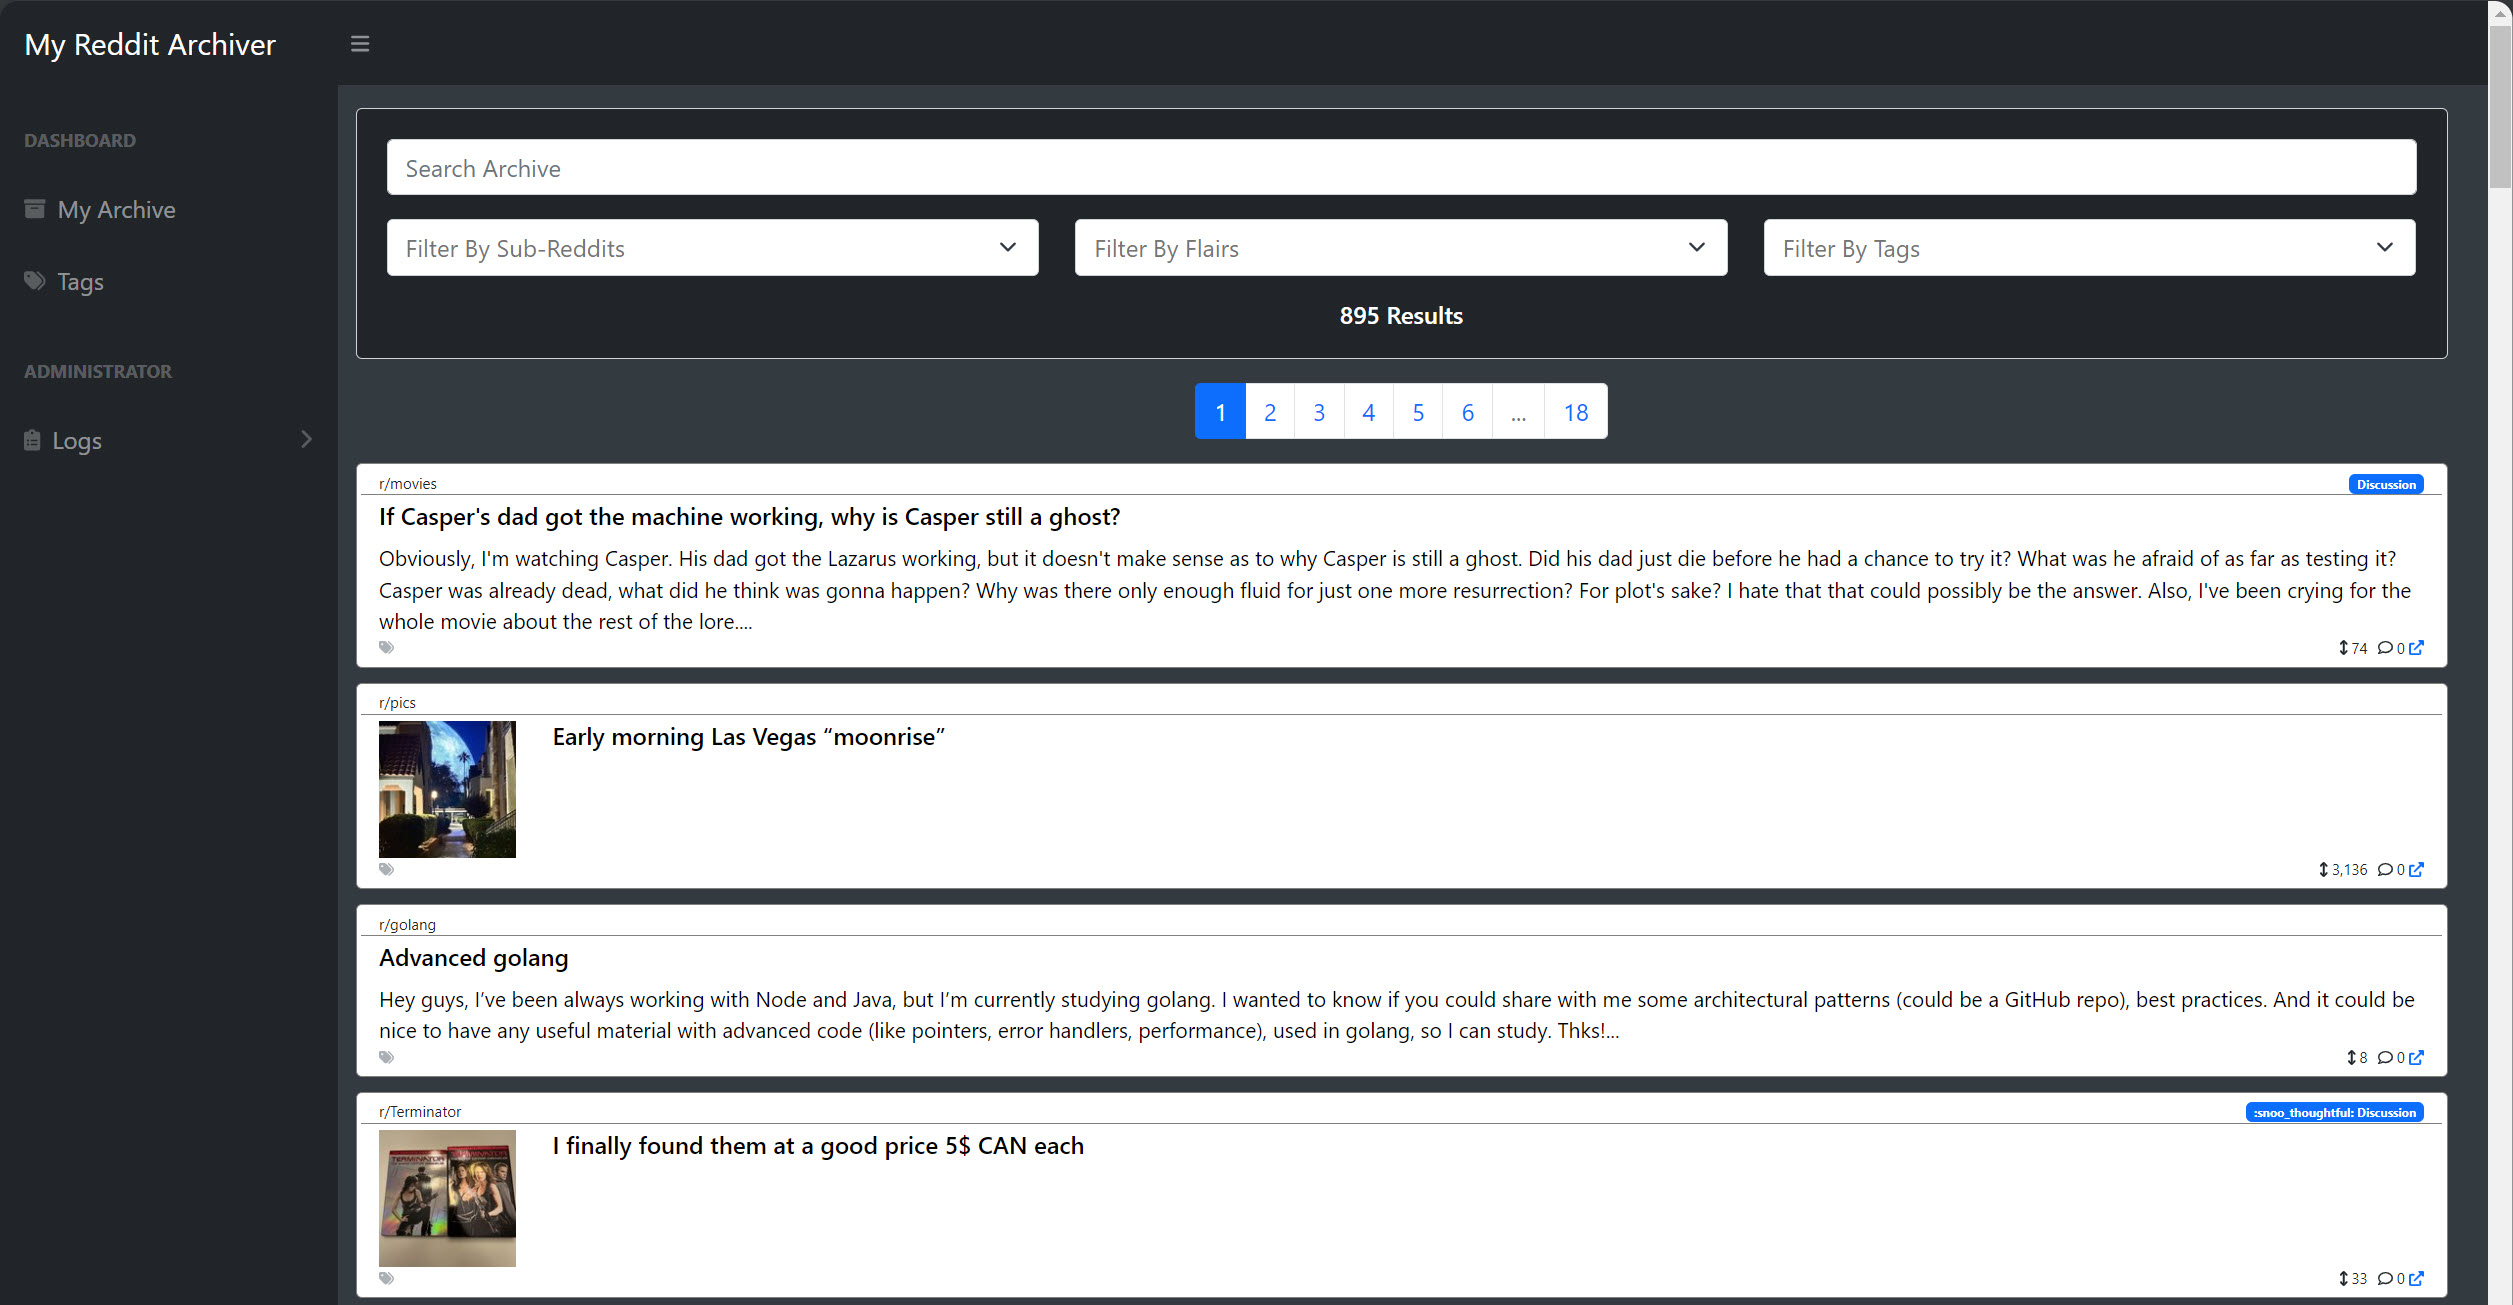 My Reddit Archiver
DASHBOARD
My Archive
Tags
ADMINISTRATOR
Logs
Search Archive
Filter By Sub-Reddits
Filter By Flairs
Filter By Tags
895 Results
1 2 3 4 5 6 ... 18
r/movies
Discussion
If Casper's dad got the machine working, why is Casper still a ghost?
Obviously, I'm watching Casper. His dad got the Lazarus working, but it doesn't make sense as to why Casper is still a ghost. Did his dad just die before he had a chance to try it? What was he afraid of as far as testing it?
Casper was already dead, what did he think was gonna happen? Why was there only enough fluid for just one more resurrection? For plot's sake? I hate that that could possibly be the answer. Also, I've been crying for the
whole movie about the rest of the lore....
74 0
r/pics
Early morning Las Vegas “moonrise”
3,136 0
r/golang
Advanced golang
Hey guys, I’ve been always working with Node and Java, but I’m currently studying golang. I wanted to know if you could share with me some architectural patterns (could be a GitHub repo), best practices. And it could be
nice to have any useful material with advanced code (like pointers, error handlers, performance), used in golang, so I can study. Thks!...
8 0
r/Terminator
:snoo_thoughtful: Discussion
I finally found them at a good price 5$ CAN each
TERMINATOR
33 0